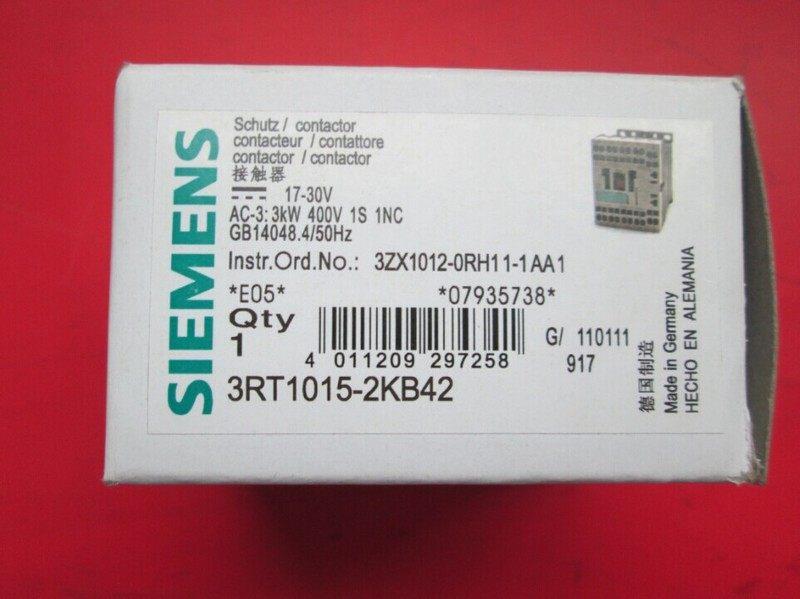 SIEMENS
Schutz / contactor
contacteur / contattore
contactor / contactor
接触器
17-30V
AC-3: 3kW 400V 1S 1NC
GB14048.4/50Hz
Instr.Ord.No.: 3ZX1012-0RH11-1AA1
*E05* *07935738*
Qty
1
4 011209 297258
G/ 110111
917
3RT1015-2KB42
德国制造
Made in Germany
HECHO EN ALEMANIA